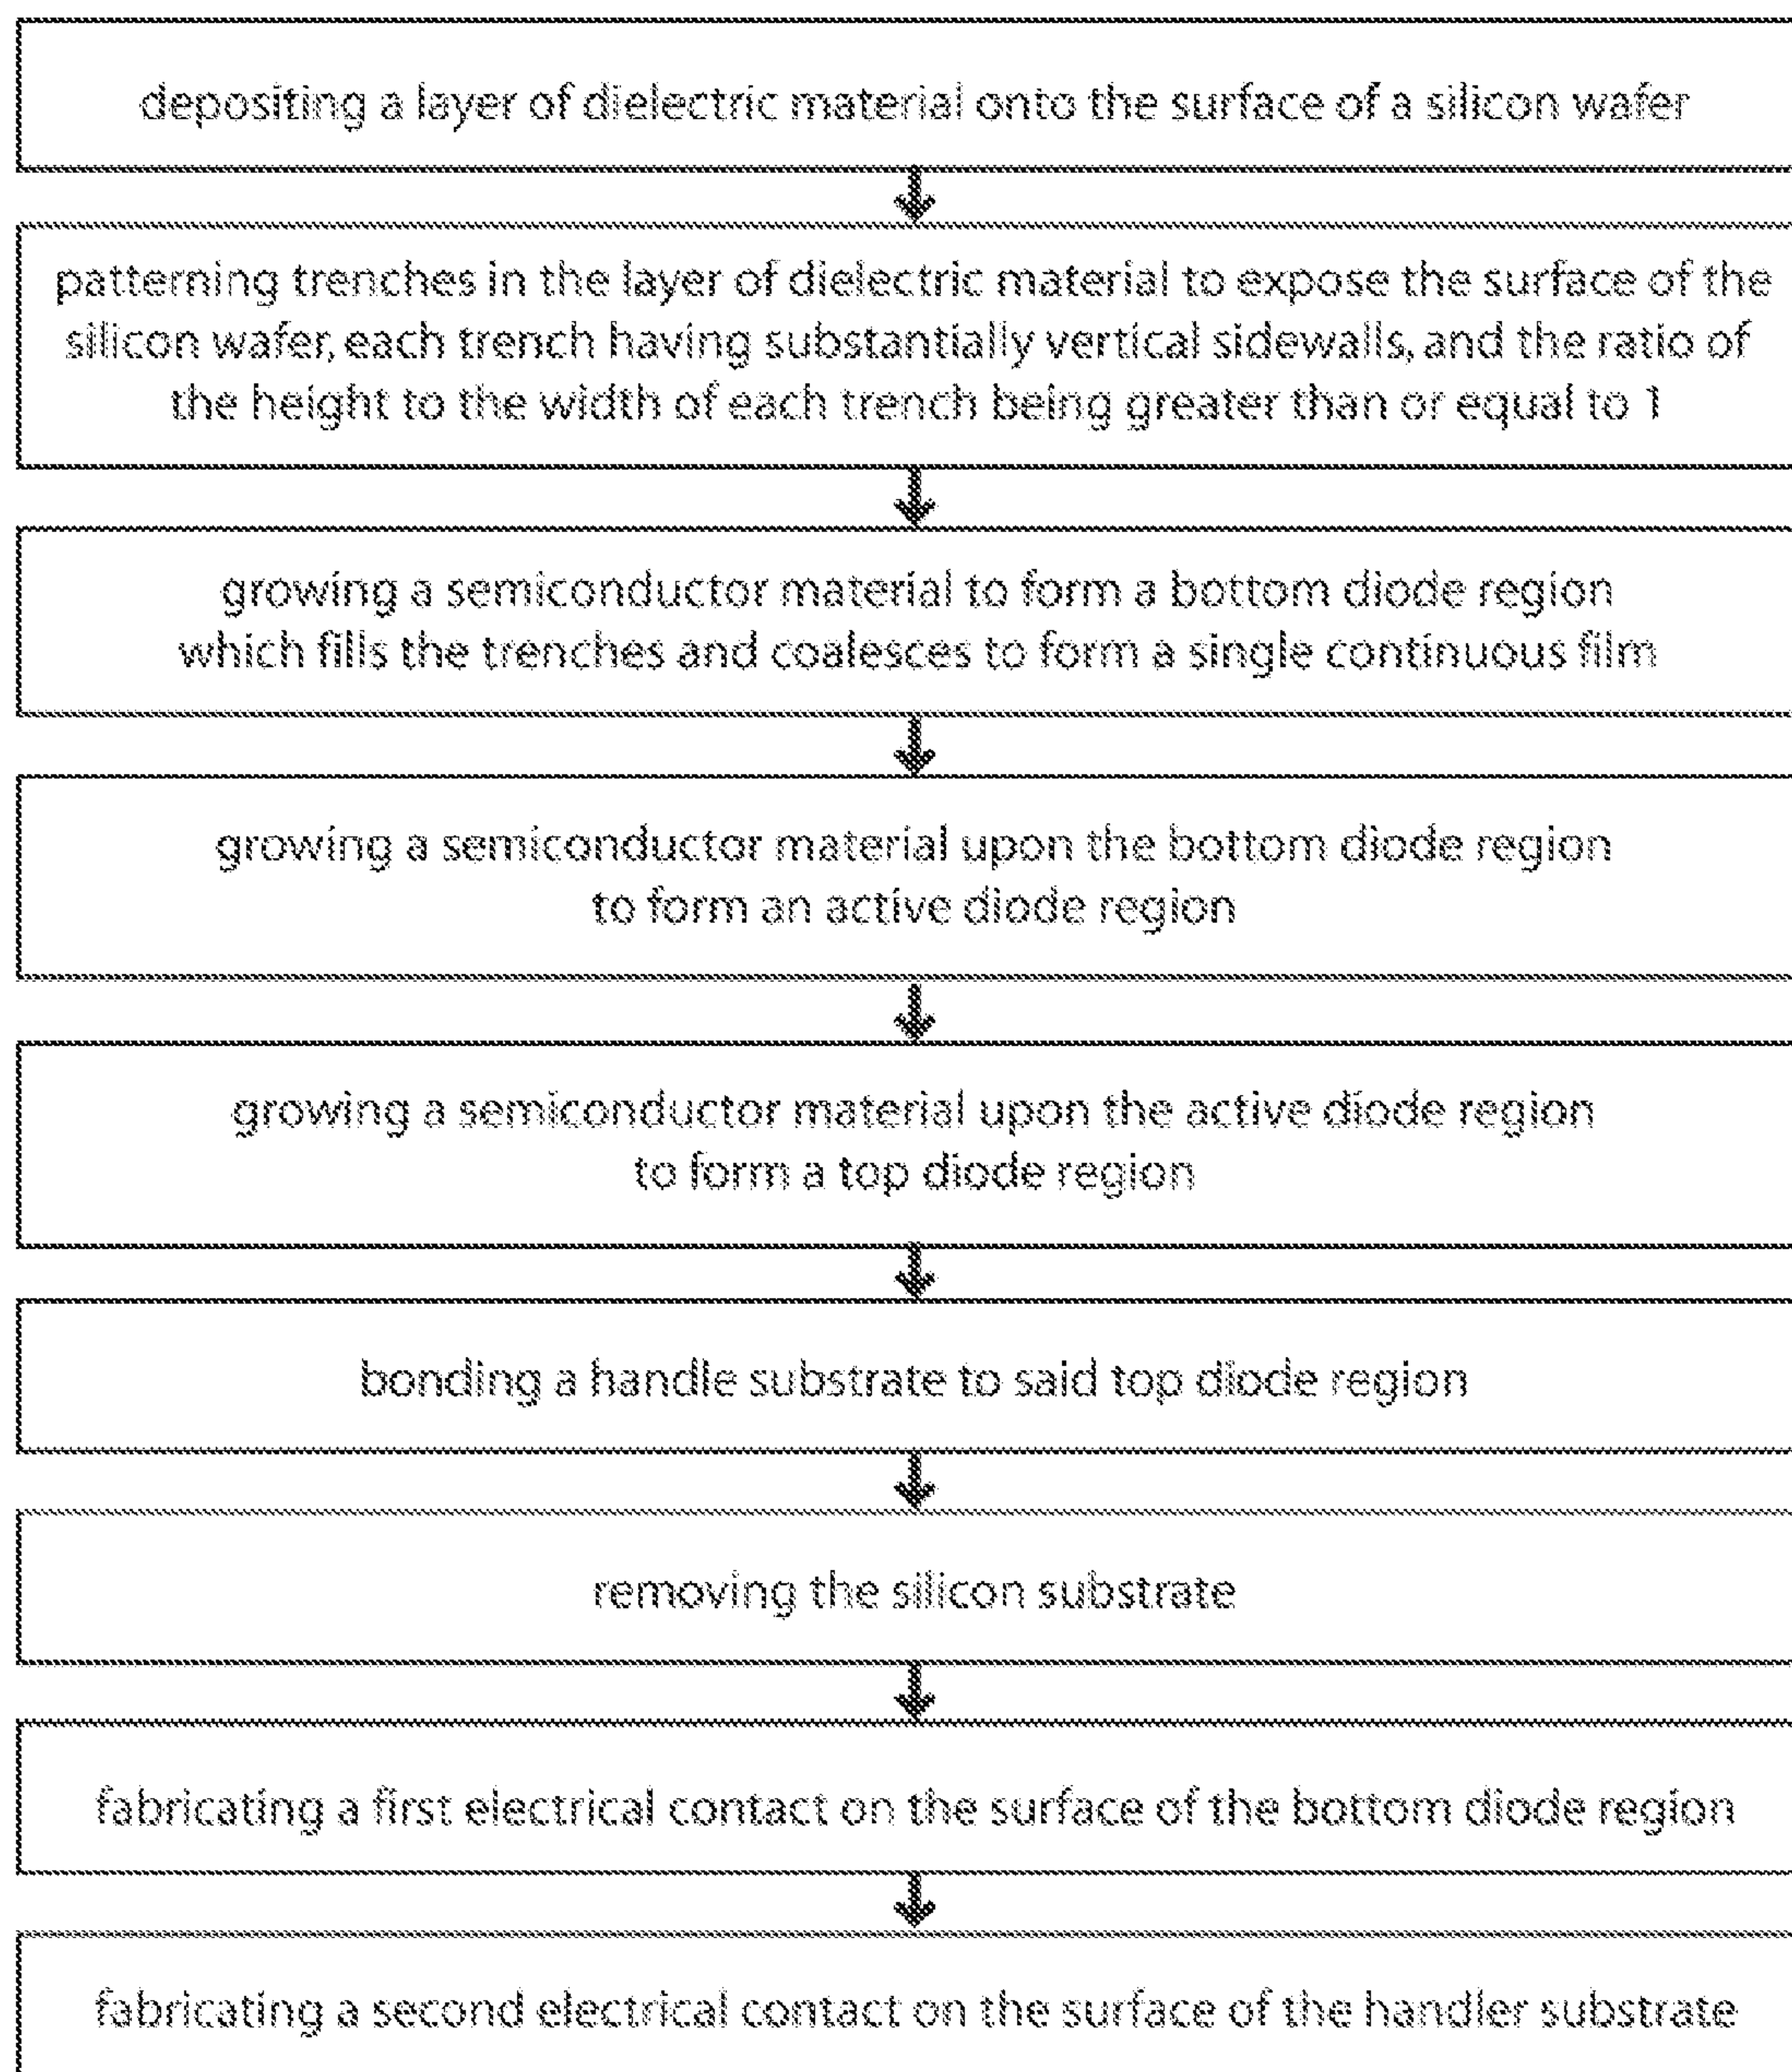 depositing a layer of dielectric material onto the surface of a silicon wafer
patterning trenches in the layer of dielectric material to expose the surface of the
silicon wafer, each trench having substantially vertical sidewalls, and the ratio of
the height to the width of each trench being greater than or equal to 1
growing a semiconductor material to form a bottom diode region
which fills the trenches and coalesces to form a single continuous film
growing a semiconductor material upon the bottom diode region
to form an active diode region
growing a semiconductor material upon the active diode region
to form a top diode region
bonding a handle substrate to said top diode region
removing the silicon substrate
fabricating a first electrical contact on the surface of the bottom diode region
fabricating a second electrical contact on the surface of the handler substrate